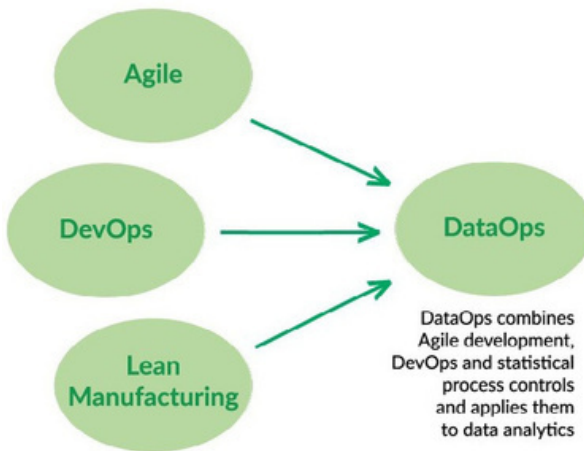 Agile
DevOps
DataOps
Lean
Manufacturing
DataOps combines
Agile development,
DevOps and statistical
process controls
and applies them
to data analytics